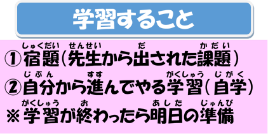 学習すること
①宿題(先生から出された課題)
②自分から進んでやる学習(自学)
※学習が終わったら明日の準備